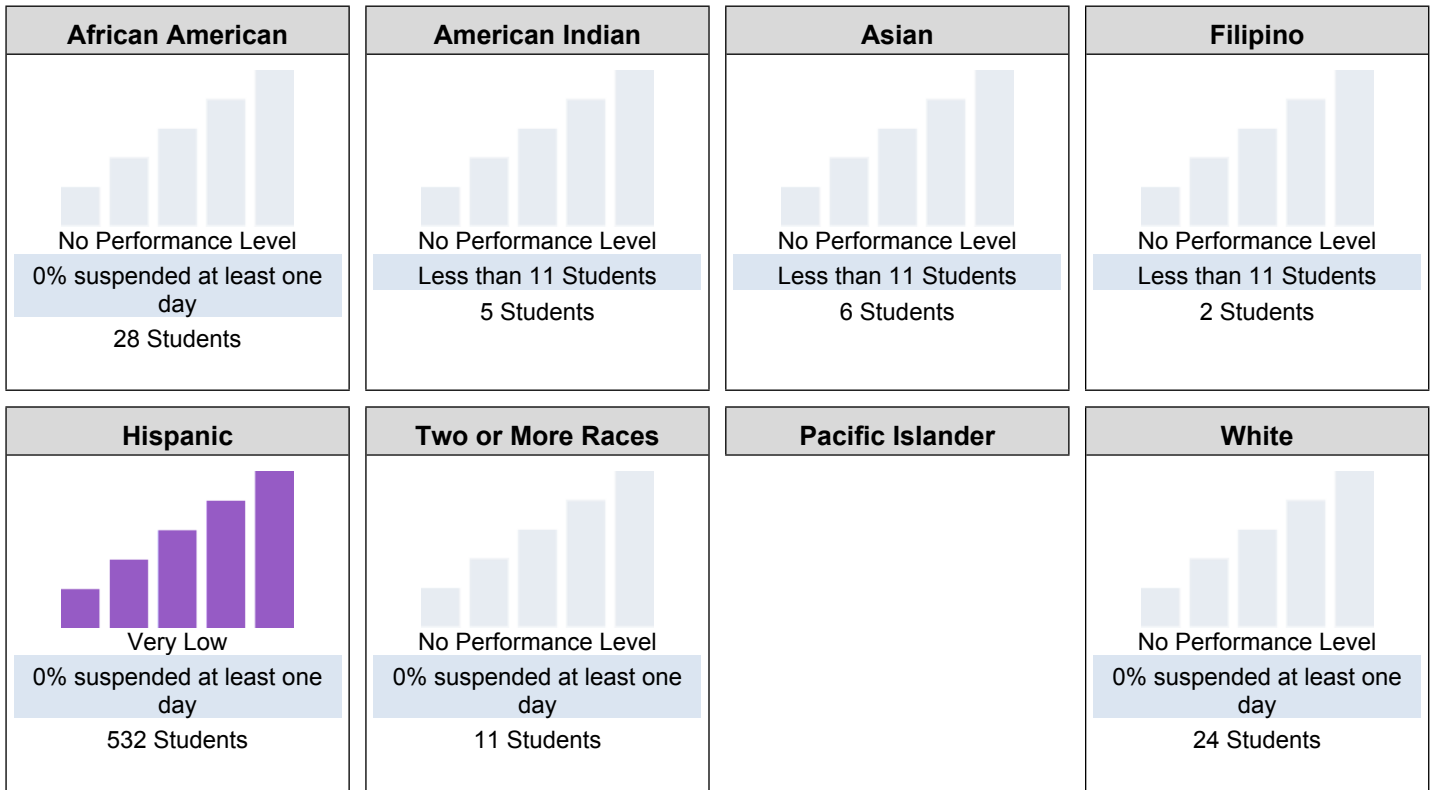 African American
No Performance Level
0% suspended at least one
day
28 Students
American Indian
No Performance Level
Less than 11 Students
5 Students
Asian
No Performance Level
Less than 11 Students
6 Students
Filipino
No Performance Level
Less than 11 Students
2 Students
Hispanic
Very Low
0% suspended at least one
day
532 Students
Two or More Races
No Performance Level
0% suspended at least one
day
11 Students
Pacific Islander
White
No Performance Level
0% suspended at least one
day
24 Students